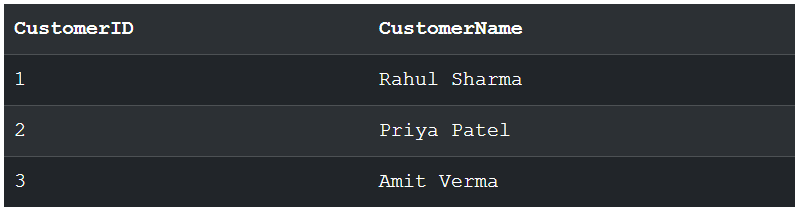 CustomerID CustomerName
1 Rahul Sharma
2 Priya Patel
3 Amit Verma